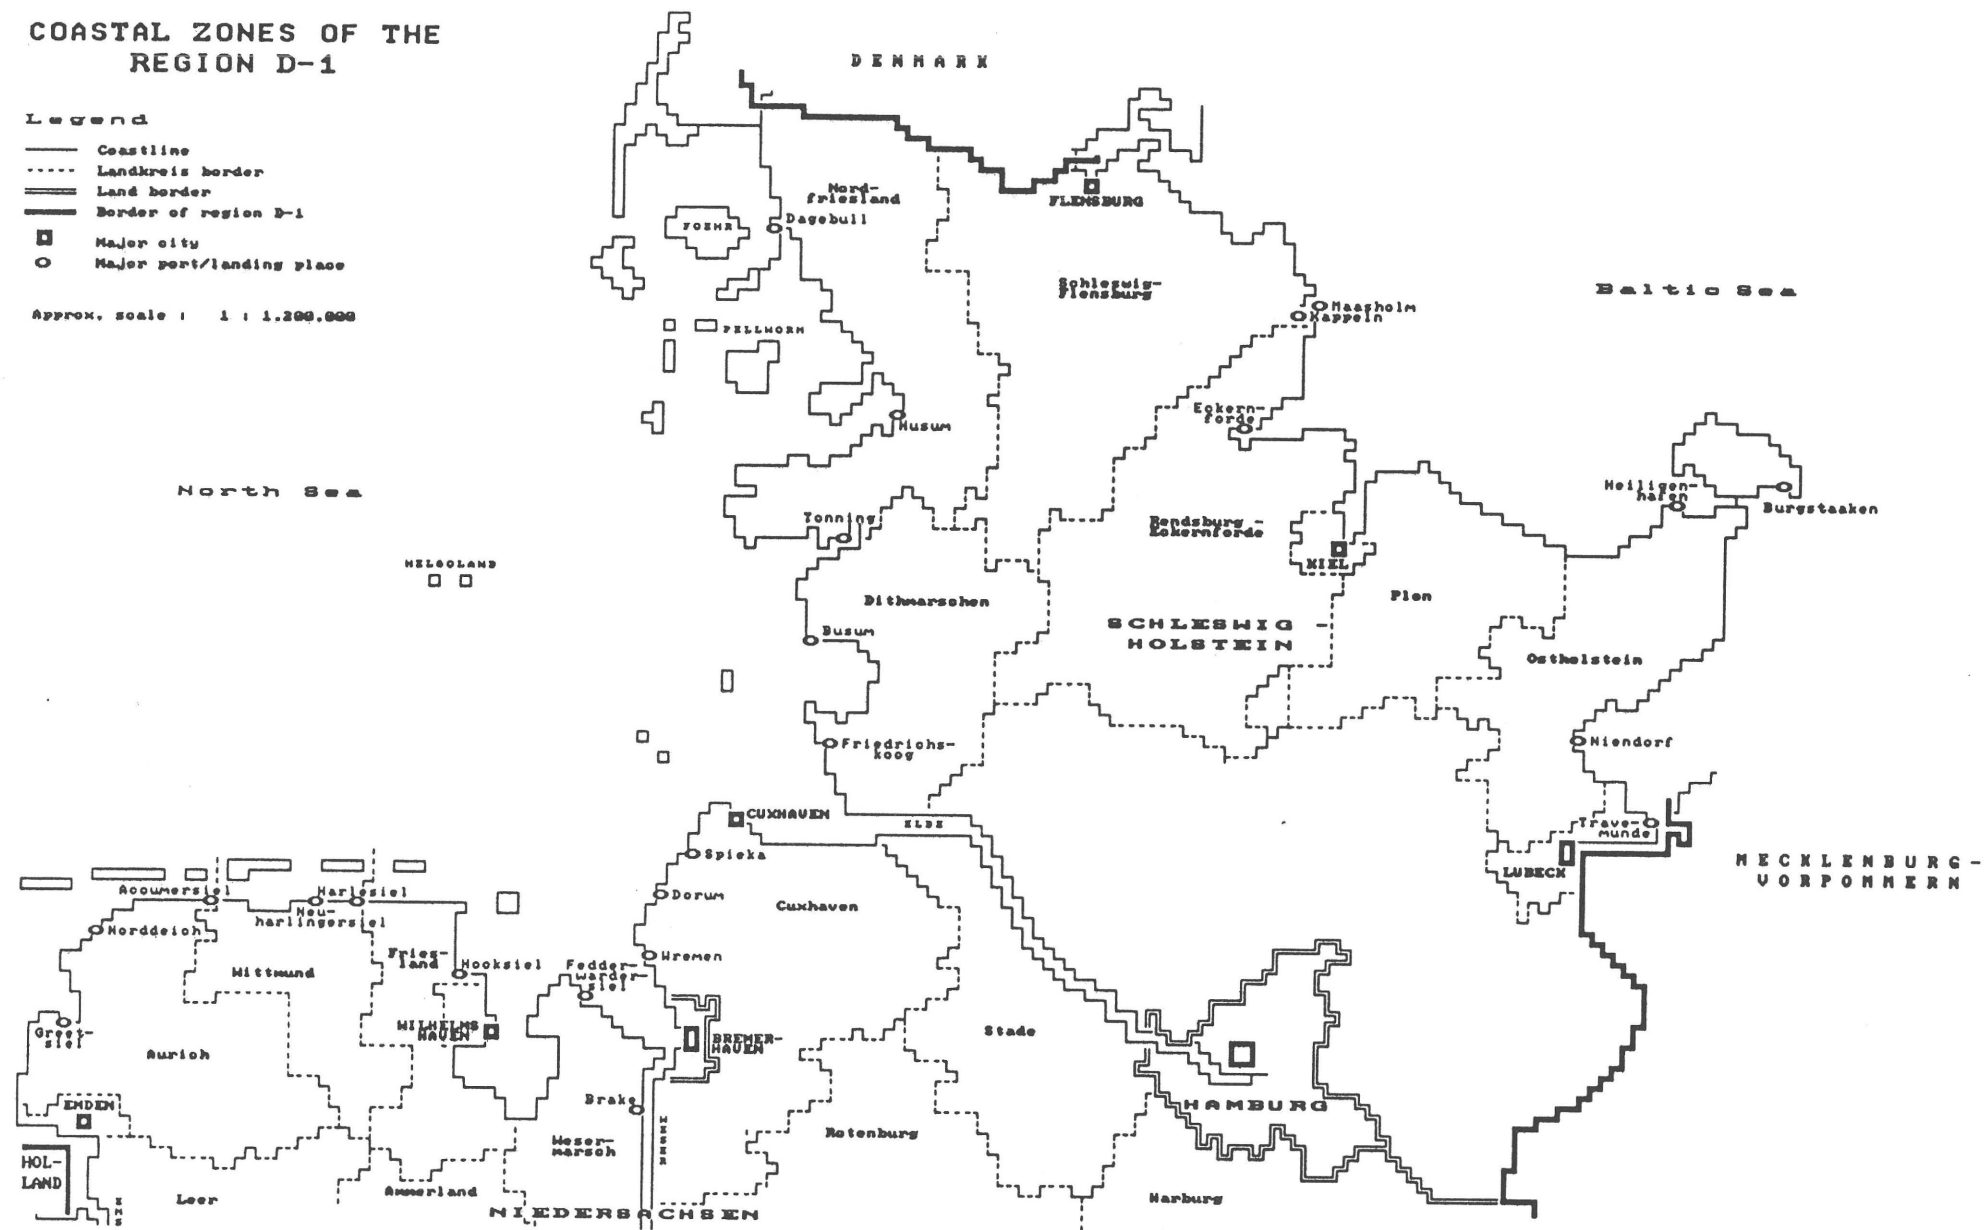 COASTAL ZONES OF THE
REGION D-1
Legend
Coastline
Landkreis border
Land border
Border of region D-1
Major city
Major port/landing place
Approx. scale : 1 : 1.200.000
DENMARK
Nord-
friesland
FLENSBURG
FOEHR
Dagebull
Schleswig-
Flensburg
Baltic Sea
Maasholm
Kappeln
PELLWORM
Eckern-
forde
Husum
North Sea
Heiligen-
hafen
Burgstaaken
Tonning
Rendsburg -
Eckernforde
HELGOLAND
KIEL
Dithmarschen
Plon
SCHLESWIG -
HOLSTEIN
Busum
Ostholstein
Friedrichs-
koog
Niendorf
CUXHAVEN
ELBE
Trave-
munde
Spieka
LUBECK
MECKLENBURG-
VORPOMMERN
Accumersiel
Harlesiel
Dorum
Cuxhaven
Neu-
harlingersiel
Norddeich
Fries-
land
Wremen
Wittmund
Hooksiel
Fedder-
warder-
siel
Greet-
siel
WILHELMS
HAVEN
Stade
BREMER-
HAVEN
Aurich
EMDEN
Brake
HAMBURG
WESER
Rotenburg
Weser-
marsch
HOL-
LAND
Leer
Ammerland
Harburg
EMS
NIEDERSACHSEN